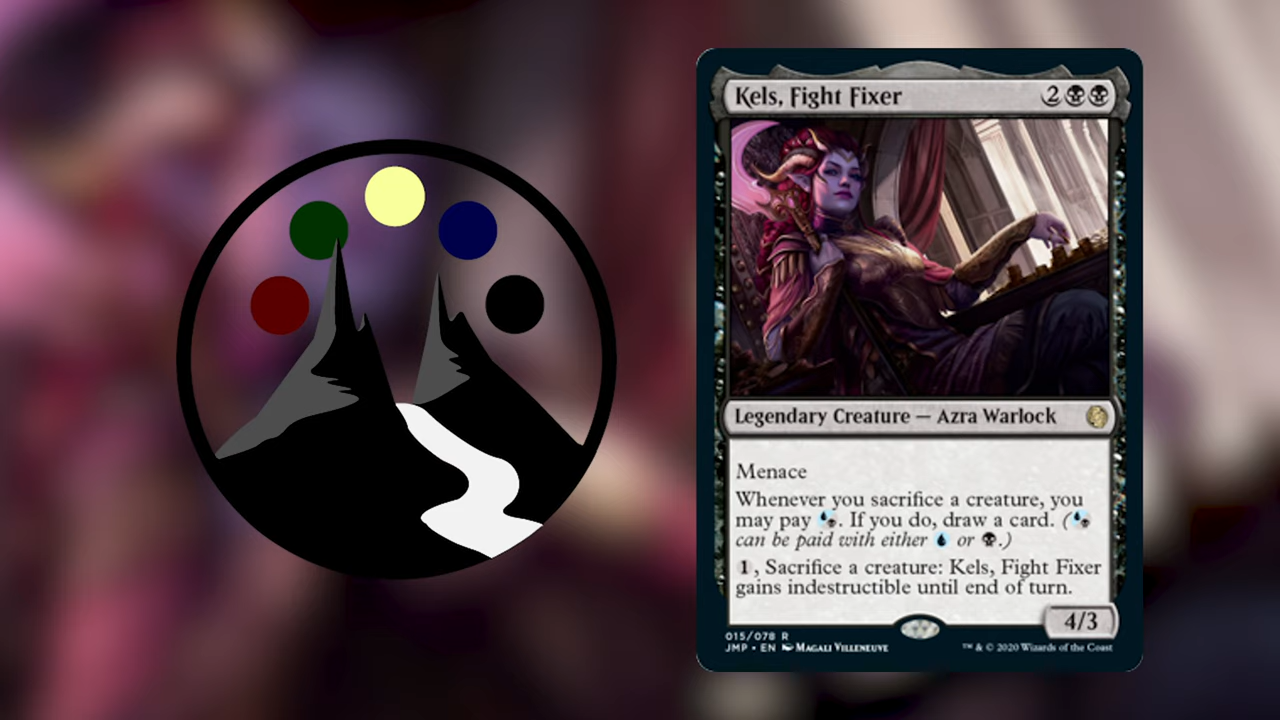 Kels, Fight Fixer 2
Legendary Creature — Azra Warlock
Menace
Whenever you sacrifice a creature, you
may pay . If you do, draw a card. (
can be paid with either or .)
1, Sacrifice a creature: Kels, Fight Fixer
gains indestructible until end of turn.
4/3
015/078 R
JMP • EN Magali Villeneuve
™ & © 2020 Wizards of the Coast